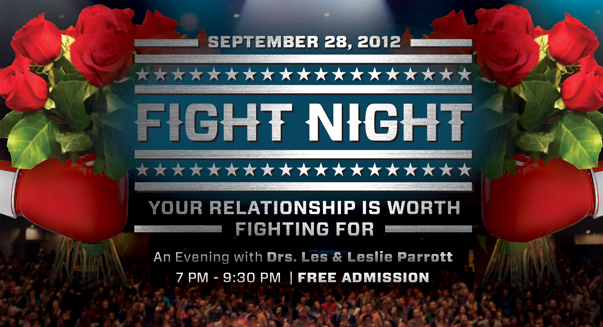 SEPTEMBER 28, 2012
FIGHT NIGHT
YOUR RELATIONSHIP IS WORTH
FIGHTING FOR
An Evening with Drs. Les & Leslie Parrott
7 PM - 9:30 PM | FREE ADMISSION